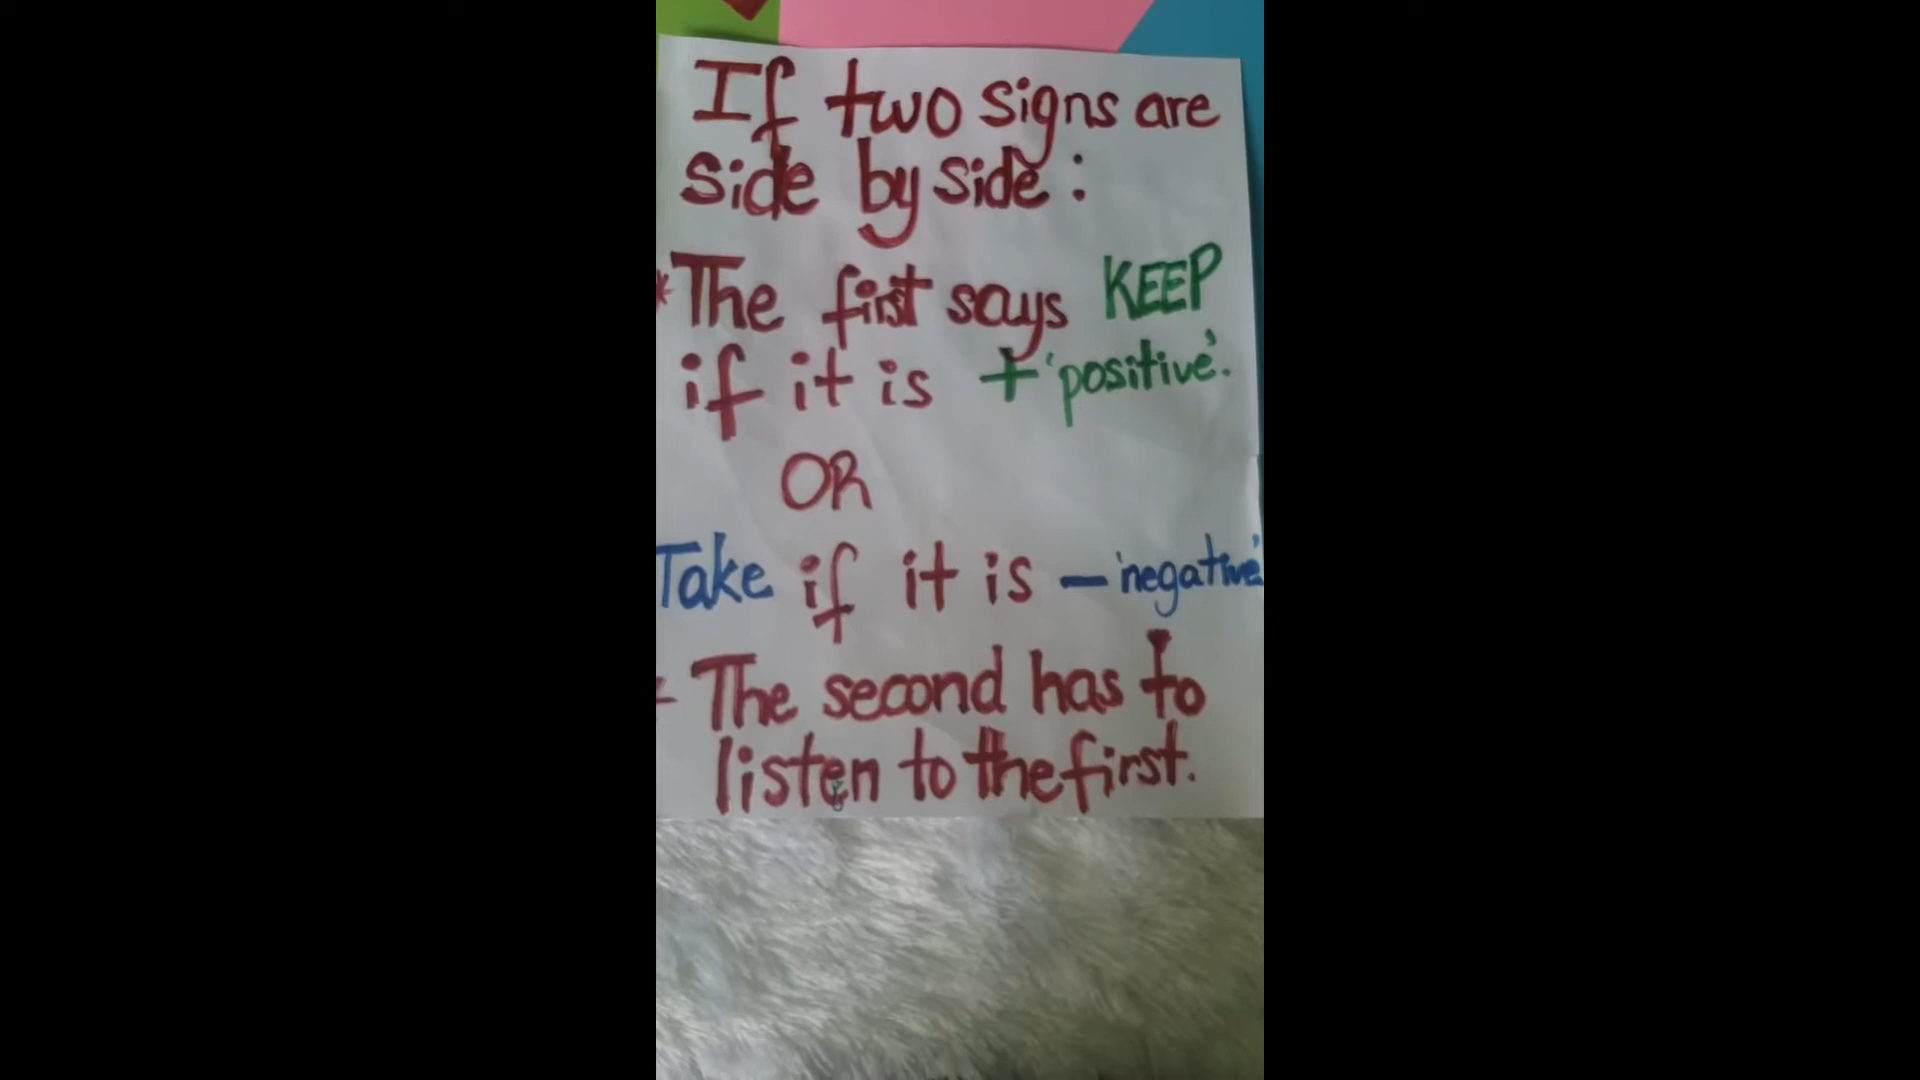 If two signs are
side by side :
*The first says KEEP
if it is + 'positive'.
OR
Take if it is – 'negative'
- The second has to
listen to the first.